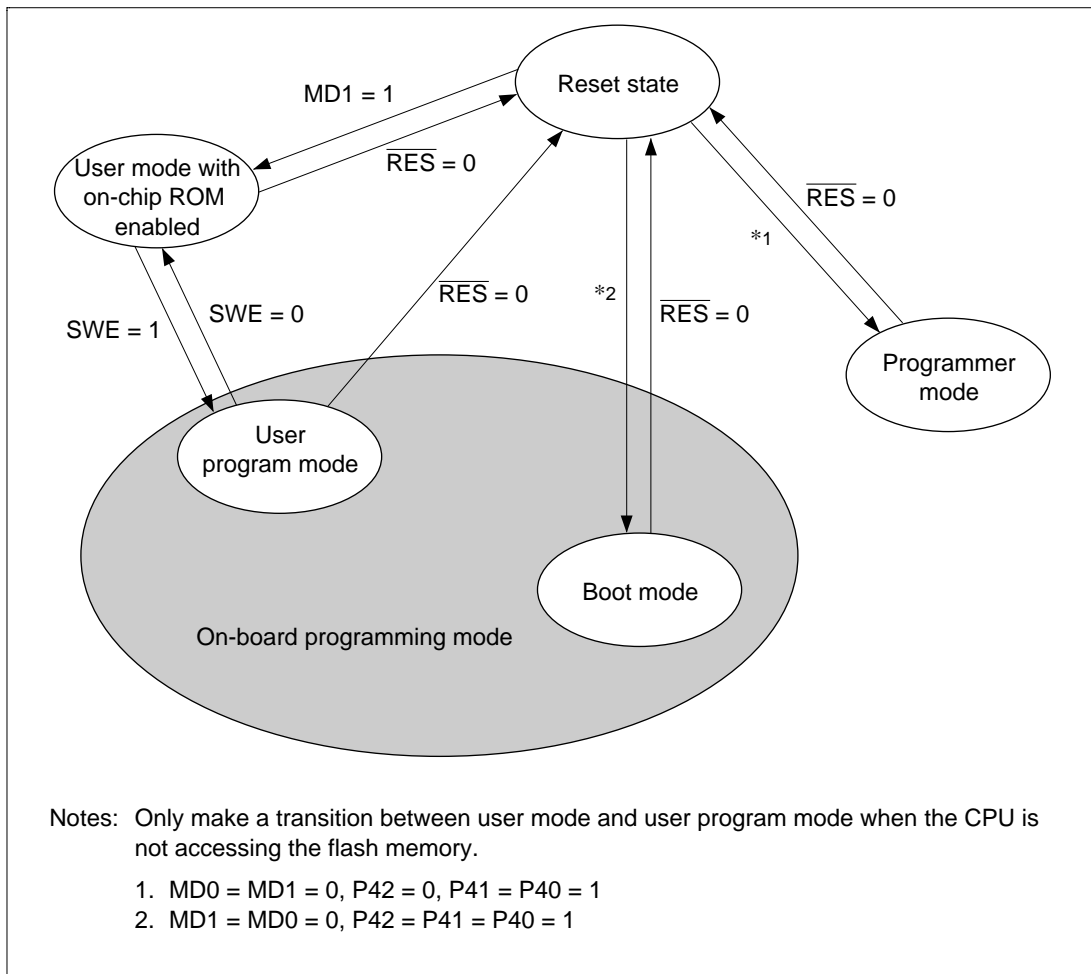 Reset state
MD1 = 1
RES = 0
User mode with
on-chip ROM
enabled
RES = 0
*1
RES = 0
*2
RES = 0
SWE = 1
SWE = 0
Programmer
mode
User
program mode
Boot mode
On-board programming mode
Notes: Only make a transition between user mode and user program mode when the CPU is
not accessing the flash memory.
1. MD0 = MD1 = 0, P42 = 0, P41 = P40 = 1
2. MD1 = MD0 = 0, P42 = P41 = P40 = 1